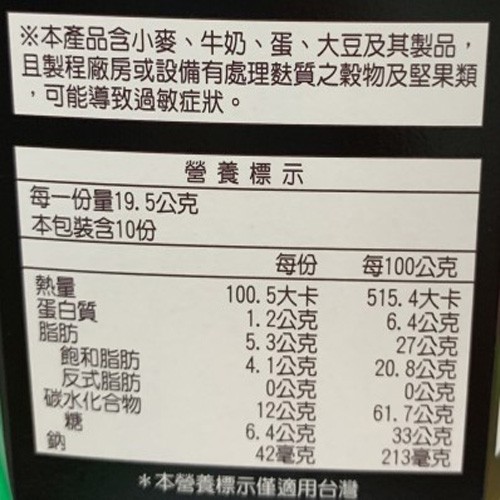 ※本產品含小麥、牛奶、蛋、大豆及其製品，
且製程廠房或設備有處理麩質之穀物及堅果類
，可能導致過敏症狀。
營養標示
每一份量19.5公克
本包裝含10份
每份 每100公克
熱量 100.5大卡 515.4大卡
蛋白質 1.2公克 6.4公克
脂肪 5.3公克 27公克
飽和脂肪 4.1公克 20.8公克
反式脂肪 0公克 0公克
碳水化合物 12公克 61.7公克
糖 6.4公克 33公克
鈉 42毫克 213毫克
＊本營養標示僅適用台灣